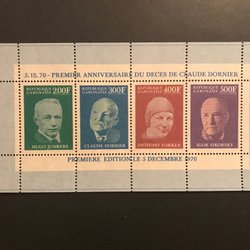 5.12.70 - PREMIER ANNIVERSAIRE DU DECES DE CLAUDE DORNIER
REPUBLIQUE GABONAISE 200F
REPUBLIQUE GABONAISE 300F
REPUBLIQUE GABONAISE 400F
REPUBLIQUE GABONAISE 500F
HUGO JUNKERS
CLAUDE DORNIER
ANTHONY FOKKER
IGOR SIKORSKY
PREMIERE EDITION LE 5 DECEMBRE 1970